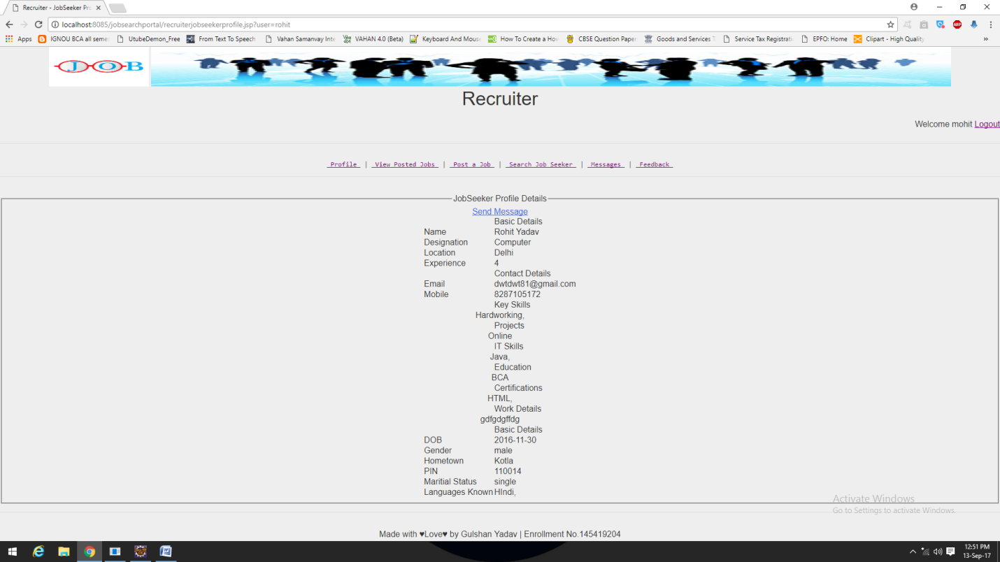 Recruiter - JobSeeker Pro
localhost:8085/jobsearchportal/recruiterjobseekerprofile.jsp?user=rohit
Apps IGNOU BCA all semes UtubeDemon_Free From Text To Speech Vahan Samanvay Inte VAHAN 4.0 (Beta) Keyboard And Mouse How To Create a How CBSE Question Paper Goods and Services T Service Tax Registratio EPFO: Home Clipart - High Quality »
JOB
Recruiter
Welcome mohit Logout
Profile | View Posted Jobs | Post a Job | Search Job Seeker | Messages | Feedback
JobSeeker Profile Details
Send Message
Basic Details
Name Rohit Yadav
Designation Computer
Location Delhi
Experience 4
Contact Details
Email dwtdwt81@gmail.com
Mobile 8287105172
Key Skills
Hardworking,
Projects
Online
IT Skills
Java,
Education
BCA
Certifications
HTML,
Work Details
gdfgdgffdg
Basic Details
DOB 2016-11-30
Gender male
Hometown Kotla
PIN 110014
Maritial Status single
Languages Known HIndi,
Activate Windows
Go to Settings to activate Windows.
Made with ♥Love♥ by Gulshan Yadav | Enrollment No.145419204
12:51 PM
13-Sep-17